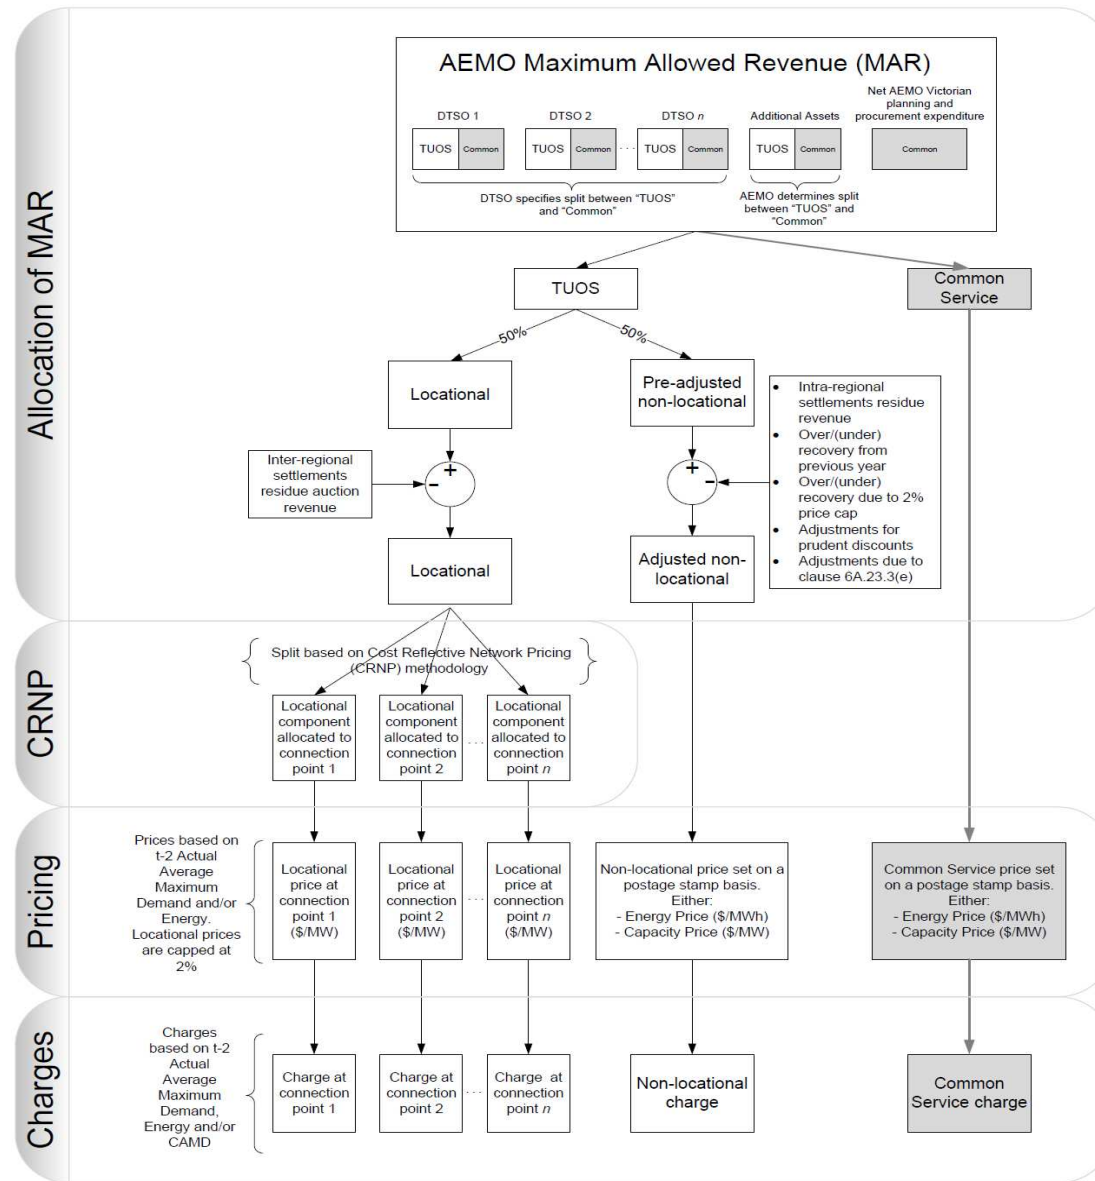 Allocation of MAR
AEMO Maximum Allowed Revenue (MAR)
DTSO 1
DTSO 2
DTSO n
Additional Assets
Net AEMO Victorian
planning and
procurement expenditure
TUOS
Common
TUOS
Common
. . .
TUOS
Common
TUOS
Common
Common
DTSO specifies split between “TUOS”
and “Common”
AEMO determines split
between “TUOS” and
“Common”
TUOS
Common
Service
50%
50%
Locational
Pre-adjusted
non-locational
• Intra-regional
settlements residue
revenue
• Over/(under)
recovery from
previous year
• Over/(under)
recovery due to 2%
price cap
• Adjustments for
prudent discounts
• Adjustments due to
clause 6A.23.3(e)
Inter-regional
settlements
residue auction
revenue
+
-
+
-
Locational
Adjusted non-
locational
CRNP
Split based on Cost Reflective Network Pricing
(CRNP) methodology
Locational
component
allocated to
connection
point 1
Locational
component
allocated to
connection
point 2
. . .
Locational
component
allocated to
connection
point n
Pricing
Prices based on
t-2 Actual
Average
Maximum
Demand and/or
Energy.
Locational prices
are capped at
2%
Locational
price at
connection
point 1
($/MW)
Locational
price at
connection
point 2
($/MW)
. . .
Locational
price at
connection
point n
($/MW)
Non-locational price set on a
postage stamp basis.
Either:
- Energy Price ($/MWh)
- Capacity Price ($/MW)
Common Service price set
on a postage stamp basis.
Either:
- Energy Price ($/MWh)
- Capacity Price ($/MW)
Charges
Charges
based on t-2
Actual
Average
Maximum
Demand,
Energy and/or
CAMD
Charge at
connection
point 1
Charge at
connection
point 2
. . .
Charge at
connection
point n
Non-locational
charge
Common
Service charge